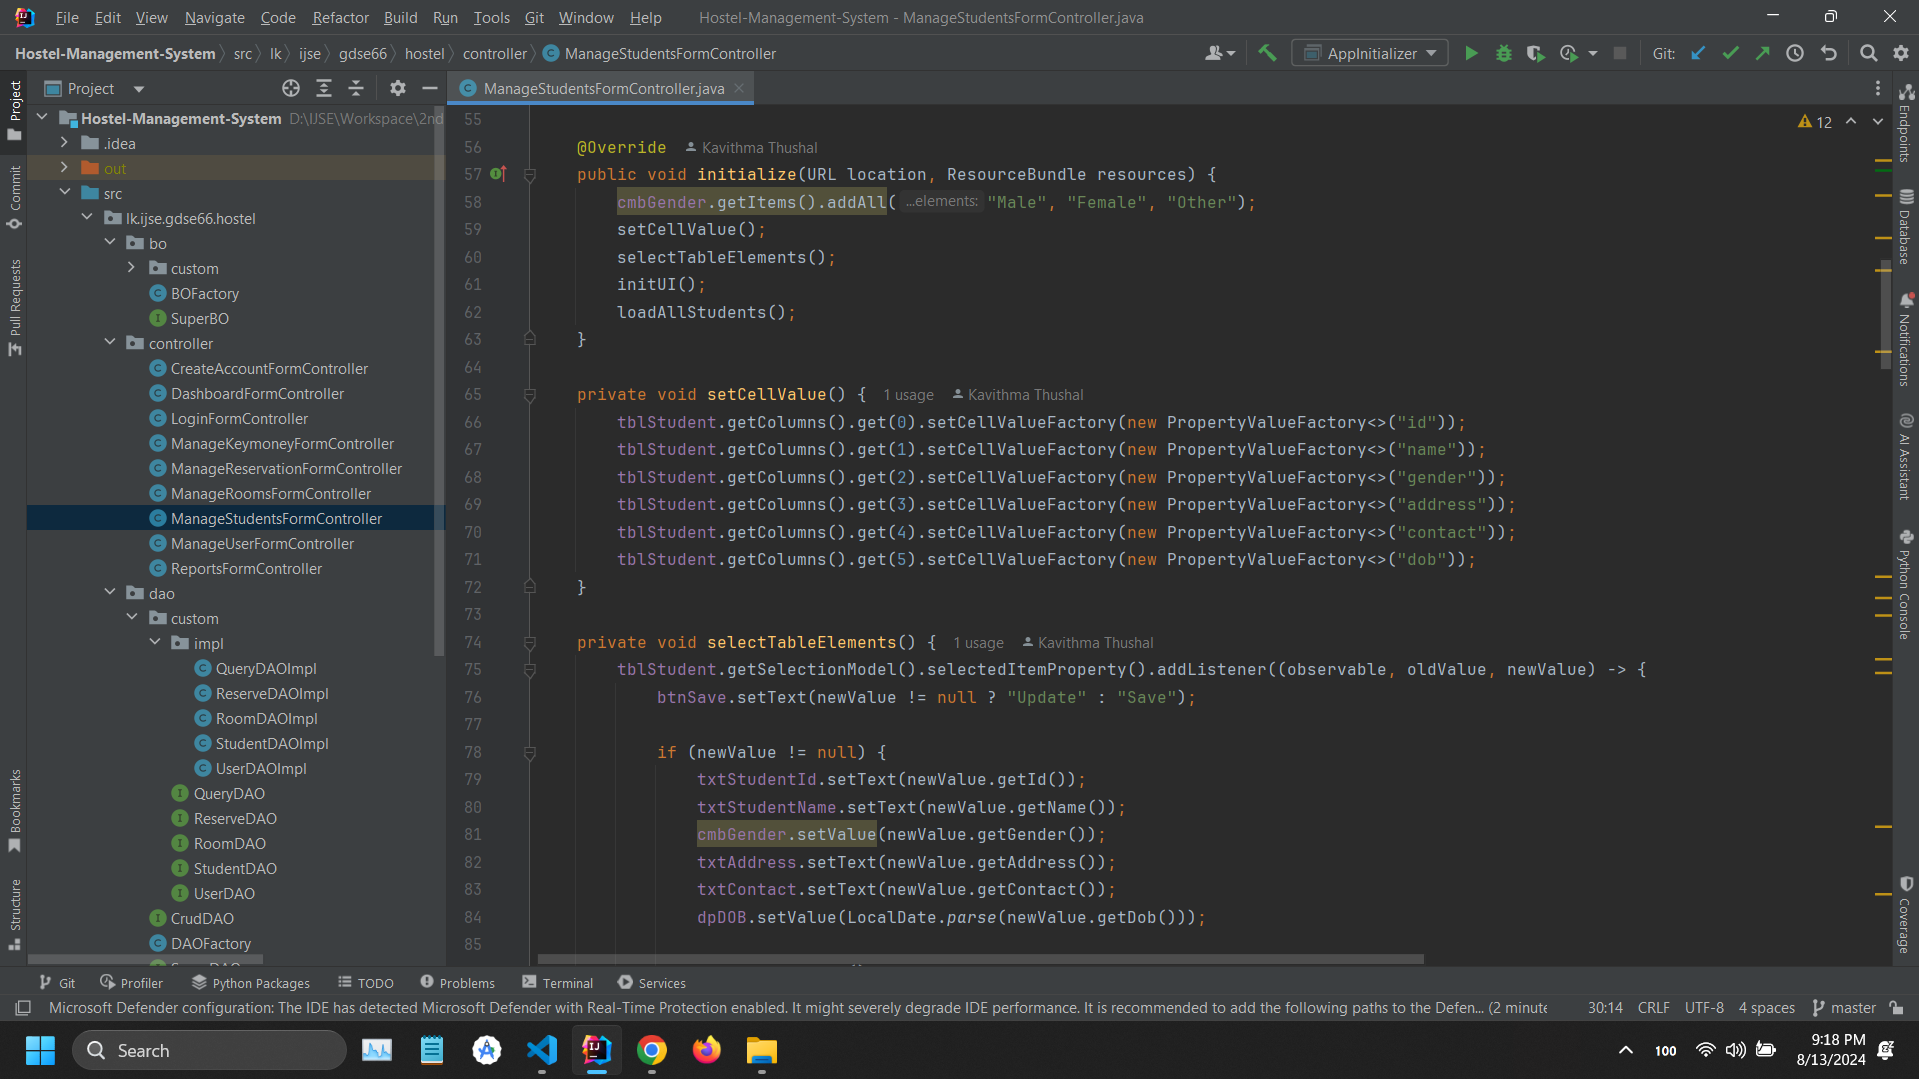 File Edit View Navigate Code Refactor Build Run Tools Git Window Help Hostel-Management-System - ManageStudentsFormController.java
Hostel-Management-System src lk ijse gdse66 hostel controller ManageStudentsFormController AppInitializer Git:
Project
ManageStudentsFormController.java
Hostel-Management-System D:\IJSE\Workspace\2nd
.idea
out
src
lk.ijse.gdse66.hostel
bo
custom
BOFactory
SuperBO
controller
CreateAccountFormController
DashboardFormController
LoginFormController
ManageKeymoneyFormController
ManageReservationFormController
ManageRoomsFormController
ManageStudentsFormController
ManageUserFormController
ReportsFormController
dao
custom
impl
QueryDAOImpl
ReserveDAOImpl
RoomDAOImpl
StudentDAOImpl
UserDAOImpl
QueryDAO
ReserveDAO
RoomDAO
StudentDAO
UserDAO
CrudDAO
DAOFactory
Project
Commit
Pull Requests
Bookmarks
Structure
12
55
56 @Override Kavithma Thushal
57 public void initialize(URL location, ResourceBundle resources) {
58 cmbGender.getItems().addAll( ...elements: "Male", "Female", "Other");
59 setCellValue();
60 selectTableElements();
61 initUI();
62 loadAllStudents();
63 }
64
65 private void setCellValue() { 1 usage Kavithma Thushal
66 tblStudent.getColumns().get(0).setCellValueFactory(new PropertyValueFactory<>("id"));
67 tblStudent.getColumns().get(1).setCellValueFactory(new PropertyValueFactory<>("name"));
68 tblStudent.getColumns().get(2).setCellValueFactory(new PropertyValueFactory<>("gender"));
69 tblStudent.getColumns().get(3).setCellValueFactory(new PropertyValueFactory<>("address"));
70 tblStudent.getColumns().get(4).setCellValueFactory(new PropertyValueFactory<>("contact"));
71 tblStudent.getColumns().get(5).setCellValueFactory(new PropertyValueFactory<>("dob"));
72 }
73
74 private void selectTableElements() { 1 usage Kavithma Thushal
75 tblStudent.getSelectionModel().selectedItemProperty().addListener((observable, oldValue, newValue) -> {
76 btnSave.setText(newValue != null ? "Update" : "Save");
77
78 if (newValue != null) {
79 txtStudentId.setText(newValue.getId());
80 txtStudentName.setText(newValue.getName());
81 cmbGender.setValue(newValue.getGender());
82 txtAddress.setText(newValue.getAddress());
83 txtContact.setText(newValue.getContact());
84 dpDOB.setValue(LocalDate.parse(newValue.getDob()));
85
Endpoints
Database
Notifications
AI Assistant
Python Console
Coverage
Git Profiler Python Packages TODO Problems Terminal Services
Microsoft Defender configuration: The IDE has detected Microsoft Defender with Real-Time Protection enabled. It might severely degrade IDE performance. It is recommended to add the following paths to the Defen... (2 minute 30:14 CRLF UTF-8 4 spaces master
Search
100
9:18 PM
8/13/2024